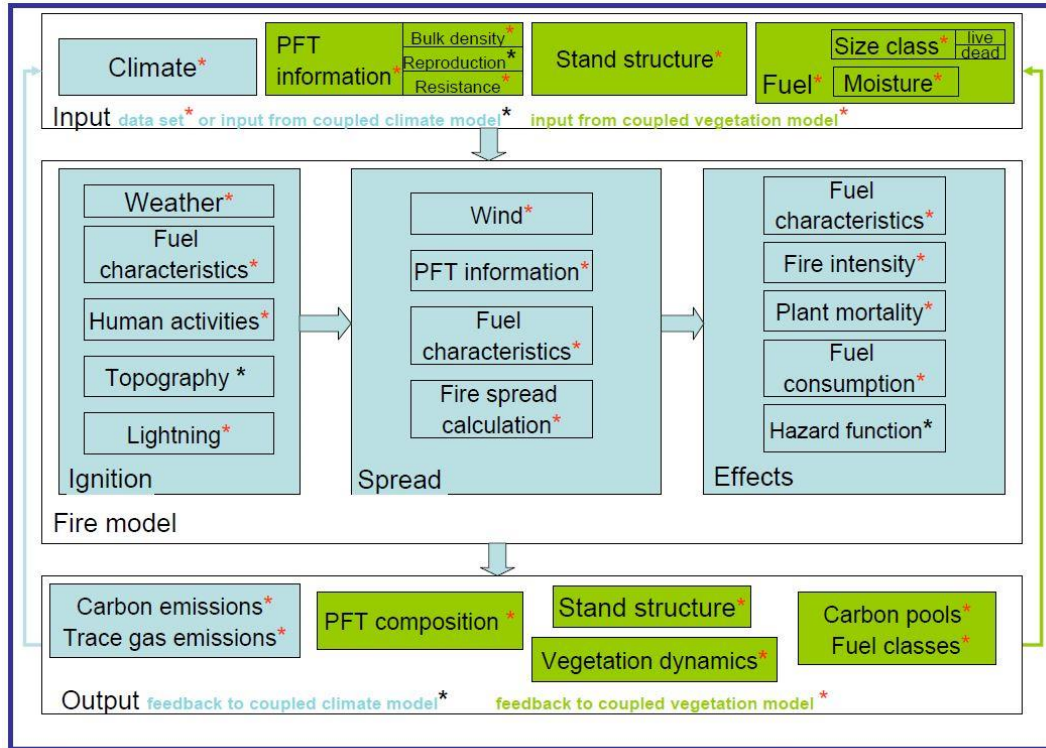 Climate*
PFT
information*
Bulk density*
Reproduction*
Resistance*
Stand structure*
Size class*
live
dead
Fuel*
Moisture*
Input data set* or input from coupled climate model* input from coupled vegetation model*
Weather*
Fuel
characteristics*
Human activities*
Topography *
Lightning*
Ignition
Wind*
PFT information*
Fuel
characteristics*
Fire spread
calculation*
Spread
Fuel
characteristics*
Fire intensity*
Plant mortality*
Fuel
consumption*
Hazard function*
Effects
Fire model
Carbon emissions*
Trace gas emissions*
PFT composition *
Stand structure*
Vegetation dynamics*
Carbon pools*
Fuel classes*
Output feedback to coupled climate model* feedback to coupled vegetation model *